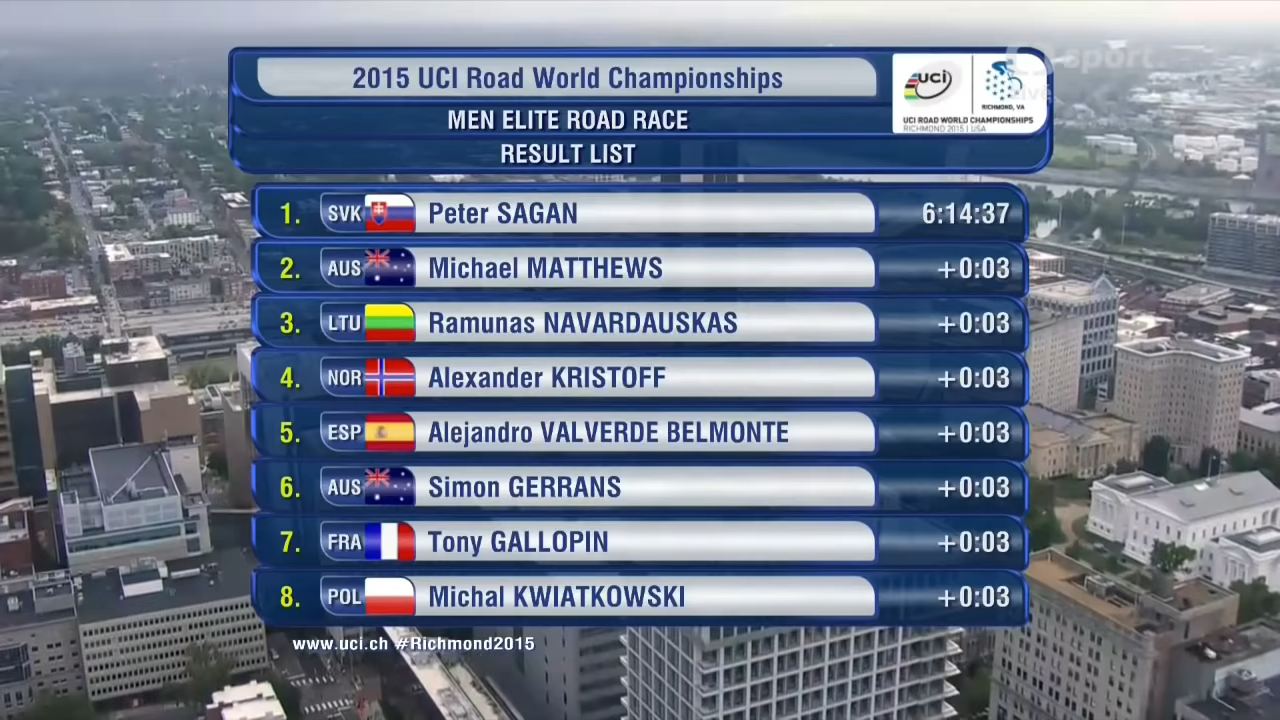 2015 UCI Road World Championships
MEN ELITE ROAD RACE
RESULT LIST
uci
RICHMOND, VA
UCI ROAD WORLD CHAMPIONSHIPS
RICHMOND 2015 | USA
sport
live
1. SVK Peter SAGAN 6:14:37
2. AUS Michael MATTHEWS +0:03
3. LTU Ramunas NAVARDAUSKAS +0:03
4. NOR Alexander KRISTOFF +0:03
5. ESP Alejandro VALVERDE BELMONTE +0:03
6. AUS Simon GERRANS +0:03
7. FRA Tony GALLOPIN +0:03
8. POL Michal KWIATKOWSKI +0:03
www.uci.ch #Richmond2015